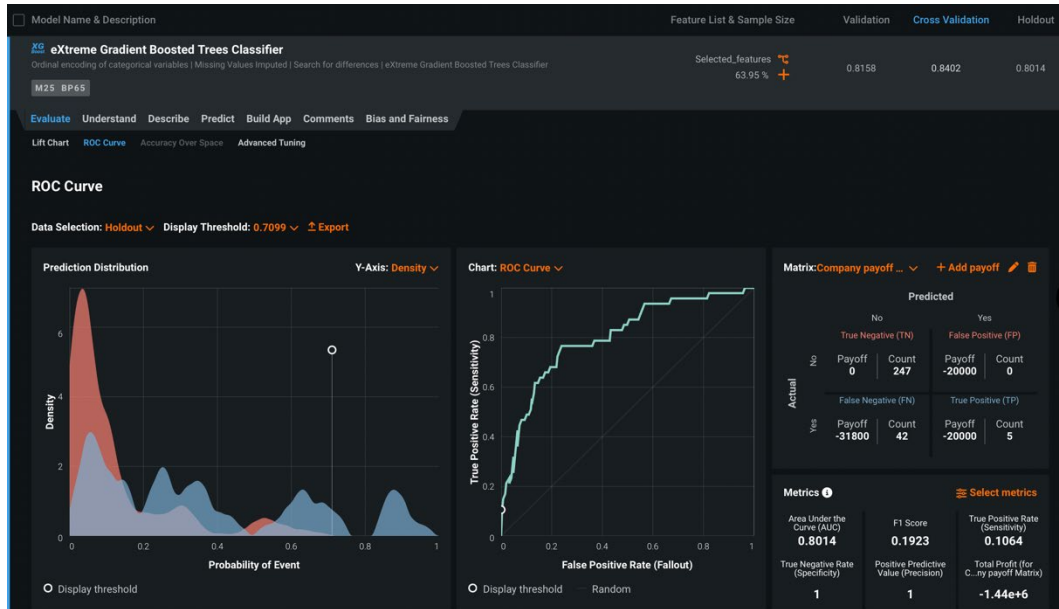 Model Name & Description Feature List & Sample Size Validation Cross Validation Holdout
XG Boost eXtreme Gradient Boosted Trees Classifier
Ordinal encoding of categorical variables | Missing Values Imputed | Search for differences | eXtreme Gradient Boosted Trees Classifier
M25 BP65
Selected_features
63.95 % +
0.8158 0.8402 0.8014
Evaluate Understand Describe Predict Build App Comments Bias and Fairness
Lift Chart ROC Curve Accuracy Over Space Advanced Tuning
ROC Curve
Data Selection: Holdout Display Threshold: 0.7099 Export
Prediction Distribution Y-Axis: Density
6
4
2
0
Density
0 0.2 0.4 0.6 0.8 1
Probability of Event
Display threshold
Chart: ROC Curve
1
0.8
0.6
0.4
0.2
0
True Positive Rate (Sensitivity)
0 0.2 0.4 0.6 0.8 1
False Positive Rate (Fallout)
Display threshold Random
Matrix:Company payoff ... + Add payoff
Predicted
No Yes
Actual
No
True Negative (TN) False Positive (FP)
Payoff Count Payoff Count
0 247 -20000 0
Yes
False Negative (FN) True Positive (TP)
Payoff Count Payoff Count
-31800 42 -20000 5
Metrics Select metrics
Area Under the Curve (AUC)
0.8014
F1 Score
0.1923
True Positive Rate (Sensitivity)
0.1064
True Negative Rate (Specificity)
1
Positive Predictive Value (Precision)
1
Total Profit (for C...ny payoff Matrix)
-1.44e+6